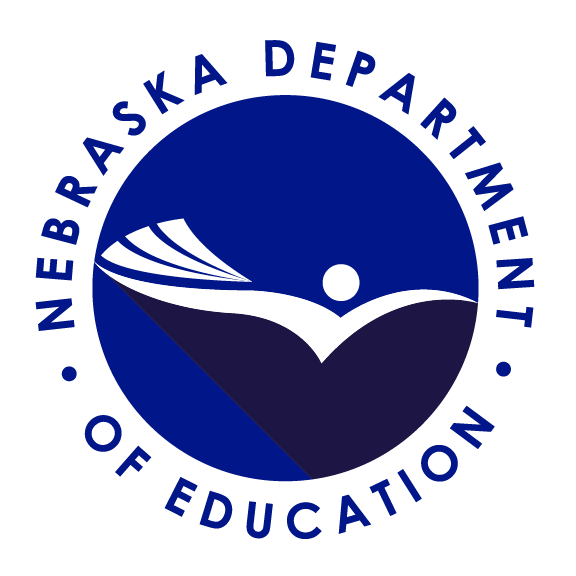 NEBRASKA DEPARTMENT
• OF EDUCATION •